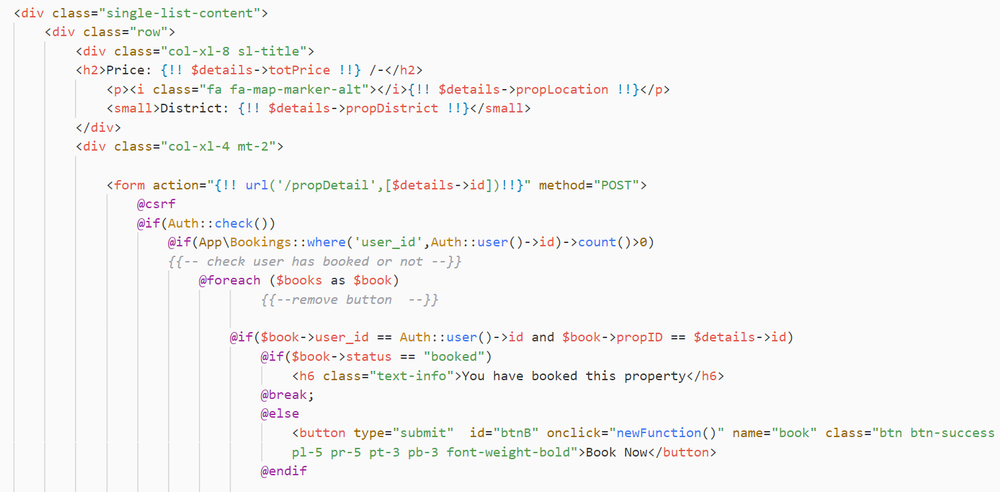 <div class="single-list-content">
<div class="row">
<div class="col-xl-8 sl-title">
<h2>Price: {!! $details->totPrice !!} /-</h2>
<p><i class="fa fa-map-marker-alt"></i>{!! $details->propLocation !!}</p>
<small>District: {!! $details->propDistrict !!}</small>
</div>
<div class="col-xl-4 mt-2">
<form action="{!! url('/propDetail',[$details->id])!!}" method="POST">
@csrf
@if(Auth::check())
@if(App\Bookings::where('user_id',Auth::user()->id)->count()>0)
{{-- check user has booked or not --}}
@foreach ($books as $book)
{{--remove button  --}}
@if($book->user_id == Auth::user()->id and $book->propID == $details->id)
@if($book->status == "booked")
<h6 class="text-info">You have booked this property</h6>
@break;
@else
<button type="submit"  id="btnB" onclick="newFunction()" name="book" class="btn btn-success
pl-5 pr-5 pt-3 pb-3 font-weight-bold">Book Now</button>
@endif